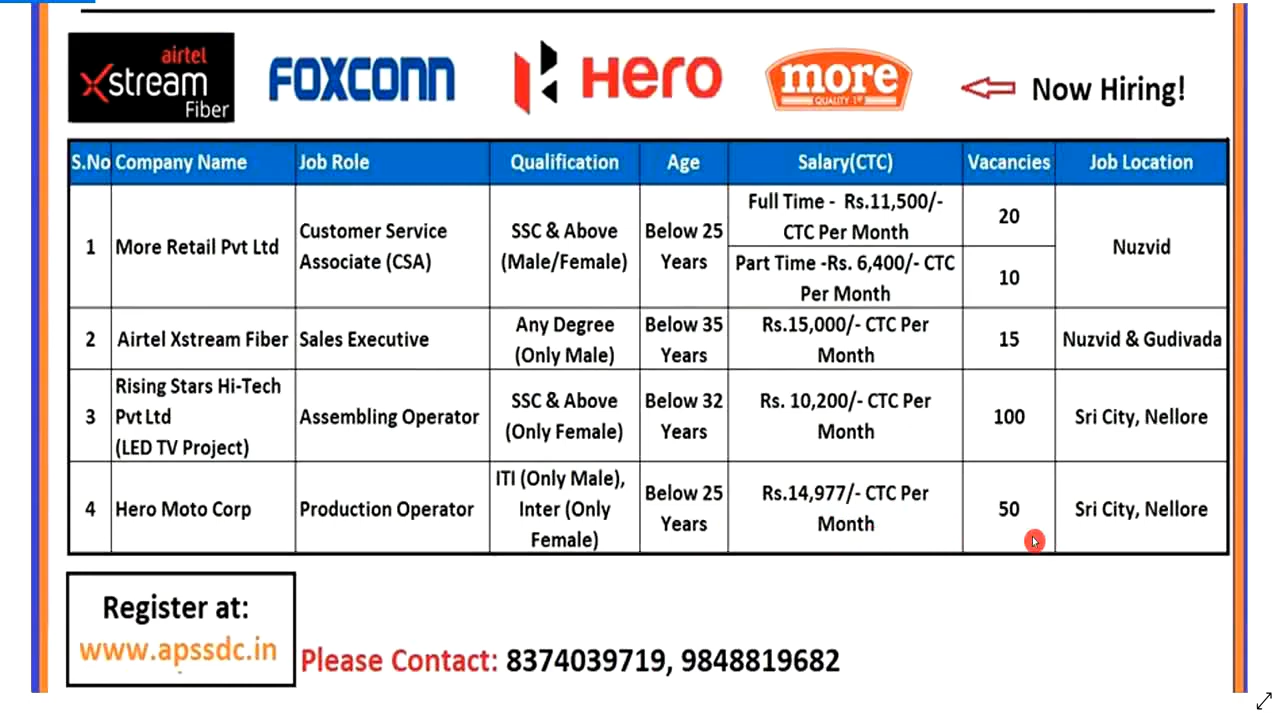 airtel
Xstream
Fiber
FOXCONN
HERO
more
QUALITY 1ST
Now Hiring!
S.No Company Name Job Role Qualification Age Salary(CTC) Vacancies Job Location
1 More Retail Pvt Ltd
Customer Service
Associate (CSA)
SSC & Above
(Male/Female)
Below 25
Years
Full Time - Rs.11,500/-
CTC Per Month
20
Part Time -Rs. 6,400/- CTC
Per Month
10
Nuzvid
2 Airtel Xstream Fiber Sales Executive
Any Degree
(Only Male)
Below 35
Years
Rs.15,000/- CTC Per
Month
15
Nuzvid & Gudivada
3
Rising Stars Hi-Tech
Pvt Ltd
(LED TV Project)
Assembling Operator
SSC & Above
(Only Female)
Below 32
Years
Rs. 10,200/- CTC Per
Month
100
Sri City, Nellore
4 Hero Moto Corp Production Operator
ITI (Only Male),
Inter (Only
Female)
Below 25
Years
Rs.14,977/- CTC Per
Month
50
Sri City, Nellore
Register at:
www.apssdc.in
Please Contact: 8374039719, 9848819682